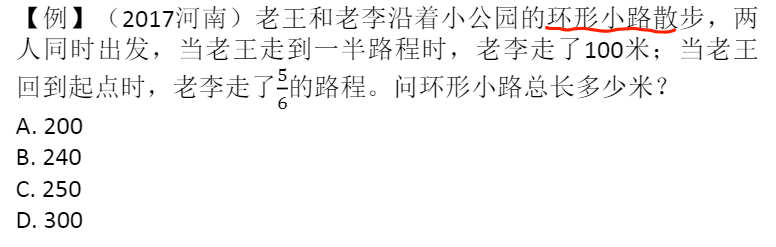 【例】（2017河南）老王和老李沿着小公园的环形小路散步，两
人同时出发，当老王走到一半路程时，老李走了100米；当老王
回到起点时，老李走了5/6的路程。问环形小路总长多少米？
A. 200
B. 240
C. 250
D. 300